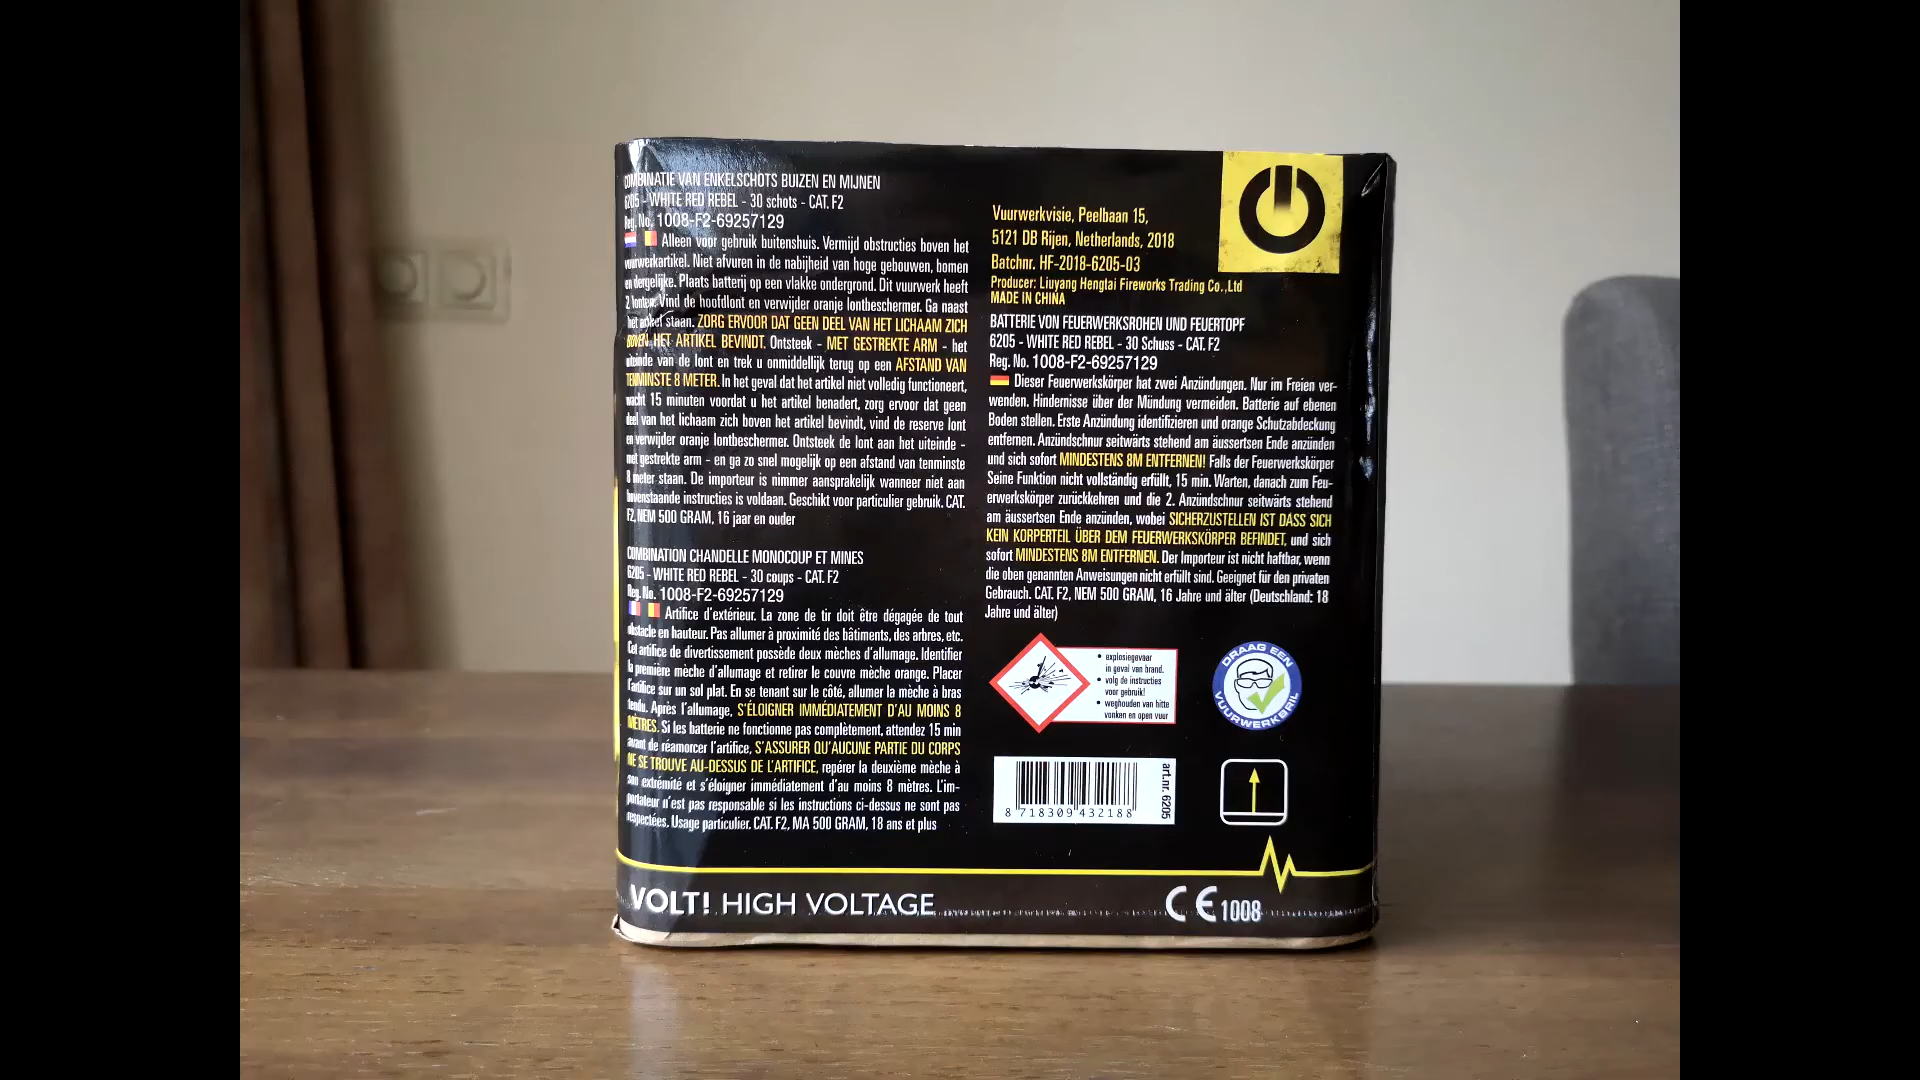 COMBINATIE VAN ENKELSCHOTS BUIZEN EN MIJNEN
6205 - WHITE RED REBEL - 30 schots - CAT. F2
Reg. No. 1008-F2-69257129
Alleen voor gebruik buitenshuis. Vermijd obstructies boven het
vuurwerkartikel. Niet afvuren in de nabijheid van hoge gebouwen, bomen
en dergelijke. Plaats batterij op een vlakke ondergrond. Dit vuurwerk heeft
2 lonten. Vind de hoofdlont en verwijder oranje lontbeschermer. Ga naast
het artikel staan. ZORG ERVOOR DAT GEEN DEEL VAN HET LICHAAM ZICH
BOVEN HET ARTIKEL BEVINDT. Ontsteek - MET GESTREKTE ARM - het
uiteinde van de lont en trek u onmiddellijk terug op een AFSTAND VAN
TENMINSTE 8 METER. In het geval dat het artikel niet volledig functioneert,
wacht 15 minuten voordat u het artikel benadert, zorg ervoor dat geen
deel van het lichaam zich boven het artikel bevindt, vind de reserve lont
en verwijder oranje lontbeschermer. Ontsteek de lont aan het uiteinde -
met gestrekte arm - en ga zo snel mogelijk op een afstand van tenminste
8 meter staan. De importeur is nimmer aansprakelijk wanneer niet aan
bovenstaande instructies is voldaan. Geschikt voor particulier gebruik. CAT.
F2, NEM 500 GRAM, 16 jaar en ouder
COMBINATION CHANDELLE MONOCOUP ET MINES
6205 - WHITE RED REBEL - 30 coups - CAT. F2
Reg. No. 1008-F2-69257129
Artifice d'extérieur. La zone de tir doit être dégagée de tout
obstacle en hauteur. Pas allumer à proximité des bâtiments, des arbres, etc.
Cet artifice de divertissement possède deux mèches d'allumage. Identifier
la première mèche d'allumage et retirer le couvre mèche orange. Placer
l'artifice sur un sol plat. En se tenant sur le côté, allumer la mèche à bras
tendu. Après l'allumage, S'ÉLOIGNER IMMÉDIATEMENT D'AU MOINS 8
MÈTRES. Si les batterie ne fonctionne pas complètement, attendez 15 min
avant de réamorcer l'artifice, S'ASSURER QU'AUCUNE PARTIE DU CORPS
NE SE TROUVE AU-DESSUS DE L'ARTIFICE, repérer la deuxième mèche à
son extrémité et s'éloigner immédiatement d'au moins 8 mètres. L'im-
portateur n'est pas responsable si les instructions ci-dessus ne sont pas
respectées. Usage particulier. CAT. F2, MA 500 GRAM, 18 ans et plus
Vuurwerkvisie, Peelbaan 15,
5121 DB Rijen, Netherlands, 2018
Batchnr. HF-2018-6205-03
Producer: Liuyang Hengtai Fireworks Trading Co.,Ltd
MADE IN CHINA
BATTERIE VON FEUERWERKSROHEN UND FEUERTOPF
6205 - WHITE RED REBEL - 30 Schuss - CAT. F2
Reg. No. 1008-F2-69257129
Dieser Feuerwerkskörper hat zwei Anzündungen. Nur im Freien ver-
wenden. Hindernisse über der Mündung vermeiden. Batterie auf ebenen
Boden stellen. Erste Anzündung identifizieren und orange Schutzabdeckung
entfernen. Anzündschnur seitwärts stehend am äussertsen Ende anzünden
und sich sofort MINDESTENS 8M ENTFERNEN! Falls der Feuerwerkskörper
Seine Funktion nicht vollständig erfüllt, 15 min. Warten, danach zum Feu-
erwerkskörper zurückkehren und die 2. Anzündschnur seitwärts stehend
am äussertsen Ende anzünden, wobei SICHERZUSTELLEN IST DASS SICH
KEIN KORPERTEIL ÜBER DEM FEUERWERKSKÖRPER BEFINDET, und sich
sofort MINDESTENS 8M ENTFERNEN. Der Importeur ist nicht haftbar, wenn
die oben genannten Anweisungen nicht erfüllt sind. Geeignet für den privaten
Gebrauch. CAT. F2, NEM 500 GRAM, 16 Jahre und älter (Deutschland: 18
Jahre und älter)
• explosiegevaar
in geval van brand.
• volg de instructies
voor gebruik!
• weghouden van hitte
vonken en open vuur
DRAAG EEN
VUURWERKBRIL
8 718309 432188
art.nr. 6205
VOLT! HIGH VOLTAGE
CE 1008